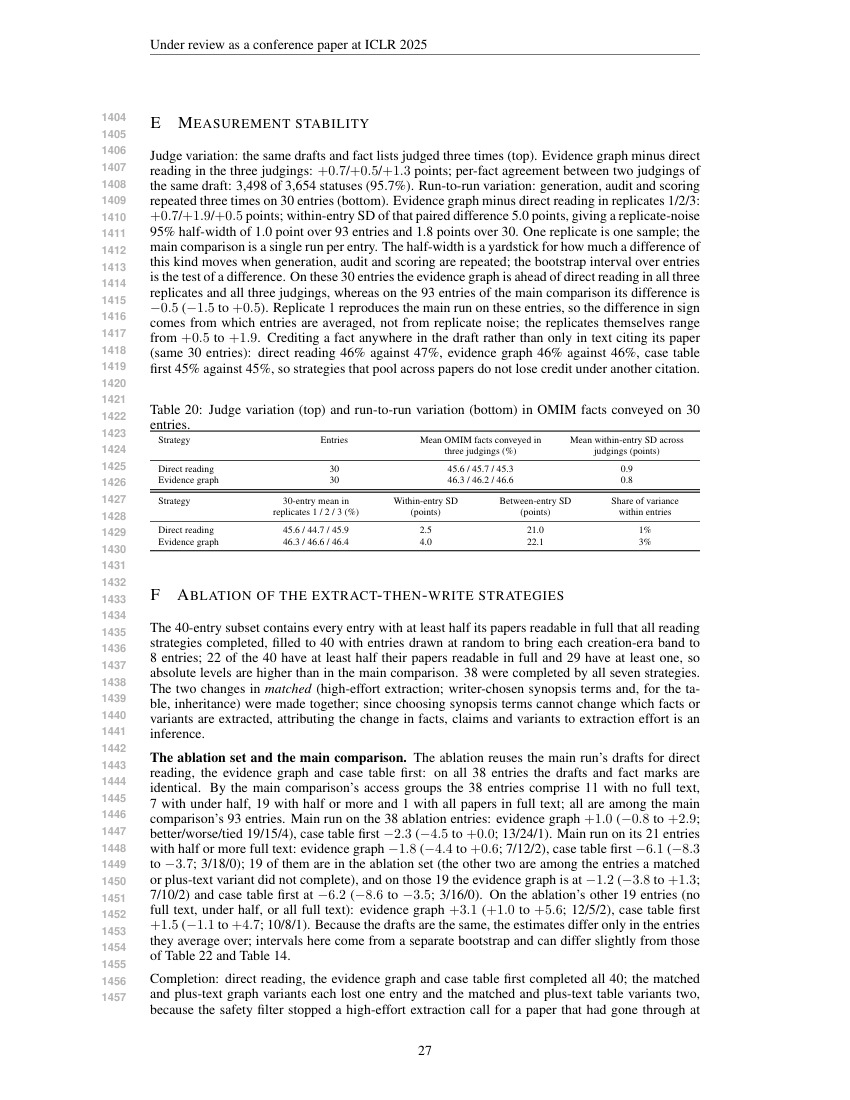 Under review as a conference paper at ICLR 2025
1404
1405
1406
1407
1408
1409
1410
1411
1412
1413
1414
1415
1416
1417
1418
1419
1420
1421
1422
1423
1424
1425
1426
1427
1428
1429
1430
1431
1432
1433
1434
1435
1436
1437
1438
1439
1440
1441
1442
1443
1444
1445
1446
1447
1448
1449
1450
1451
1452
1453
1454
1455
1456
1457
E MEASUREMENT STABILITY
Judge variation: the same drafts and fact lists judged three times (top). Evidence graph minus direct
reading in the three judgings: +0.7/+0.5/+1.3 points; per-fact agreement between two judgings of
the same draft: 3,498 of 3,654 statuses (95.7%). Run-to-run variation: generation, audit and scoring
repeated three times on 30 entries (bottom). Evidence graph minus direct reading in replicates 1/2/3:
+0.7/+1.9/+0.5 points; within-entry SD of that paired difference 5.0 points, giving a replicate-noise
95% half-width of 1.0 point over 93 entries and 1.8 points over 30. One replicate is one sample; the
main comparison is a single run per entry. The half-width is a yardstick for how much a difference of
this kind moves when generation, audit and scoring are repeated; the bootstrap interval over entries
is the test of a difference. On these 30 entries the evidence graph is ahead of direct reading in all three
replicates and all three judgings, whereas on the 93 entries of the main comparison its difference is
−0.5 (−1.5 to +0.5). Replicate 1 reproduces the main run on these entries, so the difference in sign
comes from which entries are averaged, not from replicate noise; the replicates themselves range
from +0.5 to +1.9. Crediting a fact anywhere in the draft rather than only in text citing its paper
(same 30 entries): direct reading 46% against 47%, evidence graph 46% against 46%, case table
first 45% against 45%, so strategies that pool across papers do not lose credit under another citation.
Table 20: Judge variation (top) and run-to-run variation (bottom) in OMIM facts conveyed on 30
entries.
Strategy Entries Mean OMIM facts conveyed in Mean within-entry SD across
three judgings (%) judgings (points)
Direct reading 30 45.6 / 45.7 / 45.3 0.9
Evidence graph 30 46.3 / 46.2 / 46.6 0.8
Strategy 30-entry mean in Within-entry SD Between-entry SD Share of variance
replicates 1 / 2 / 3 (%) (points) (points) within entries
Direct reading 45.6 / 44.7 / 45.9 2.5 21.0 1%
Evidence graph 46.3 / 46.6 / 46.4 4.0 22.1 3%
F ABLATION OF THE EXTRACT-THEN-WRITE STRATEGIES
The 40-entry subset contains every entry with at least half its papers readable in full that all reading
strategies completed, filled to 40 with entries drawn at random to bring each creation-era band to
8 entries; 22 of the 40 have at least half their papers readable in full and 29 have at least one, so
absolute levels are higher than in the main comparison. 38 were completed by all seven strategies.
The two changes in matched (high-effort extraction; writer-chosen synopsis terms and, for the ta-
ble, inheritance) were made together; since choosing synopsis terms cannot change which facts or
variants are extracted, attributing the change in facts, claims and variants to extraction effort is an
inference.
The ablation set and the main comparison. The ablation reuses the main run's drafts for direct
reading, the evidence graph and case table first: on all 38 entries the drafts and fact marks are
identical. By the main comparison's access groups the 38 entries comprise 11 with no full text,
7 with under half, 19 with half or more and 1 with all papers in full text; all are among the main
comparison's 93 entries. Main run on the 38 ablation entries: evidence graph +1.0 (−0.8 to +2.9;
better/worse/tied 19/15/4), case table first −2.3 (−4.5 to +0.0; 13/24/1). Main run on its 21 entries
with half or more full text: evidence graph −1.8 (−4.4 to +0.6; 7/12/2), case table first −6.1 (−8.3
to −3.7; 3/18/0); 19 of them are in the ablation set (the other two are among the entries a matched
or plus-text variant did not complete), and on those 19 the evidence graph is at −1.2 (−3.8 to +1.3;
7/10/2) and case table first at −6.2 (−8.6 to −3.5; 3/16/0). On the ablation's other 19 entries (no
full text, under half, or all full text): evidence graph +3.1 (+1.0 to +5.6; 12/5/2), case table first
+1.5 (−1.1 to +4.7; 10/8/1). Because the drafts are the same, the estimates differ only in the entries
they average over; intervals here come from a separate bootstrap and can differ slightly from those
of Table 22 and Table 14.
Completion: direct reading, the evidence graph and case table first completed all 40; the matched
and plus-text graph variants each lost one entry and the matched and plus-text table variants two,
because the safety filter stopped a high-effort extraction call for a paper that had gone through at
27